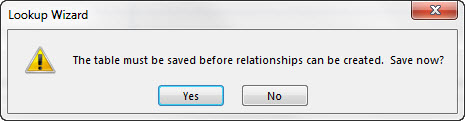 Lookup Wizard
The table must be saved before relationships can be created.  Save now?
Yes No